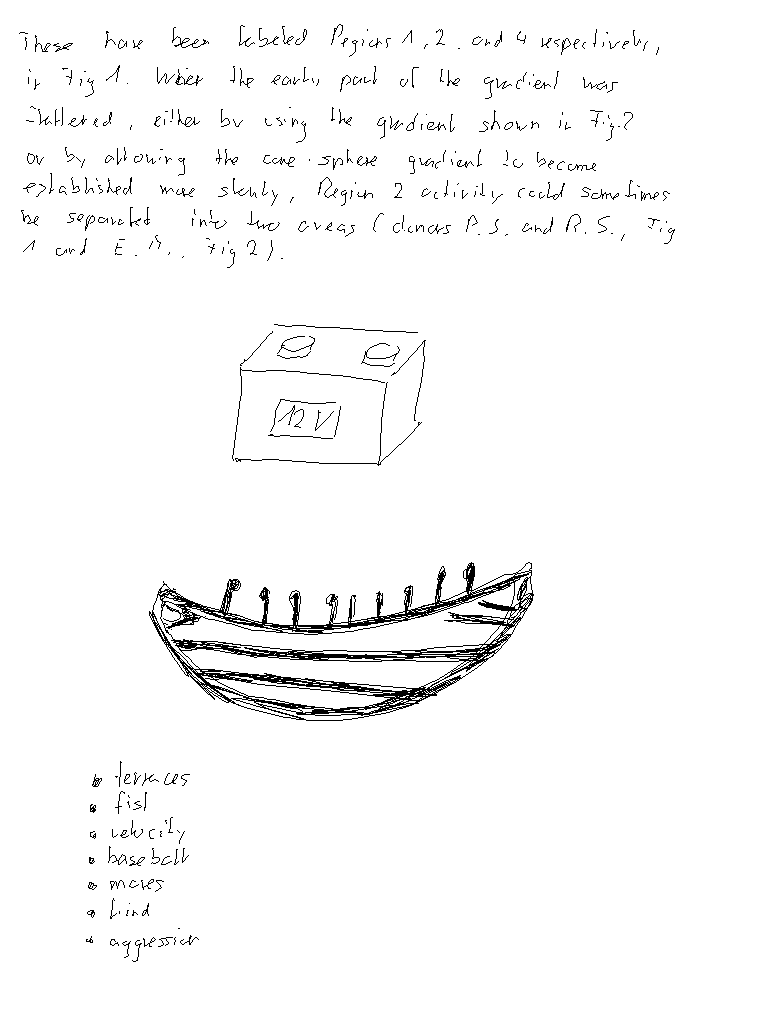 These have been labeled Regions 1, 2, and 4 respectively,
in Fig 1. When the early part of the gradient was
flattered, either by using the gradient shown in Fig. 2
or by allowing the cone-sphere gradient to become
established more slowly, Region 2 activity could sometimes
be separated into two areas (donors P. S. and R. S., Fig
1 and E. Fig 2).
12 V
terraces
fist
velocity
baseball
moves
hind
aggression